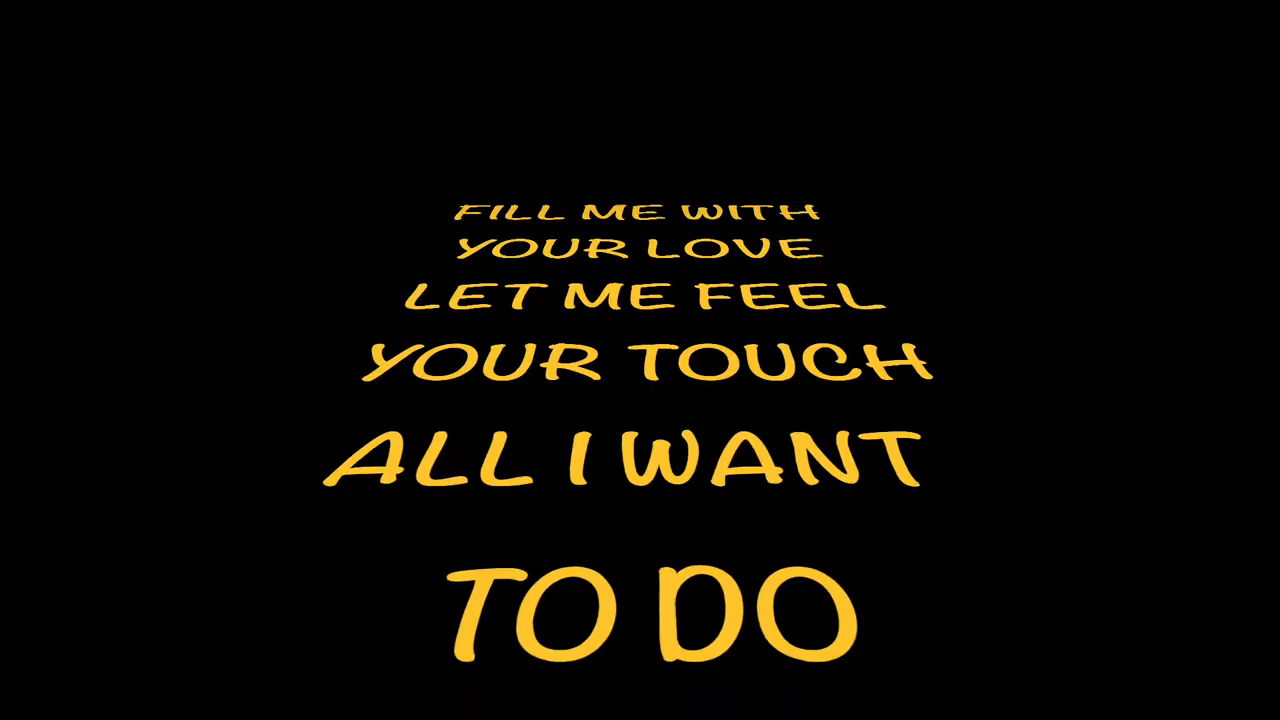 FILL ME WITH
YOUR LOVE
LET ME FEEL
YOUR TOUCH
ALL I WANT
TO DO